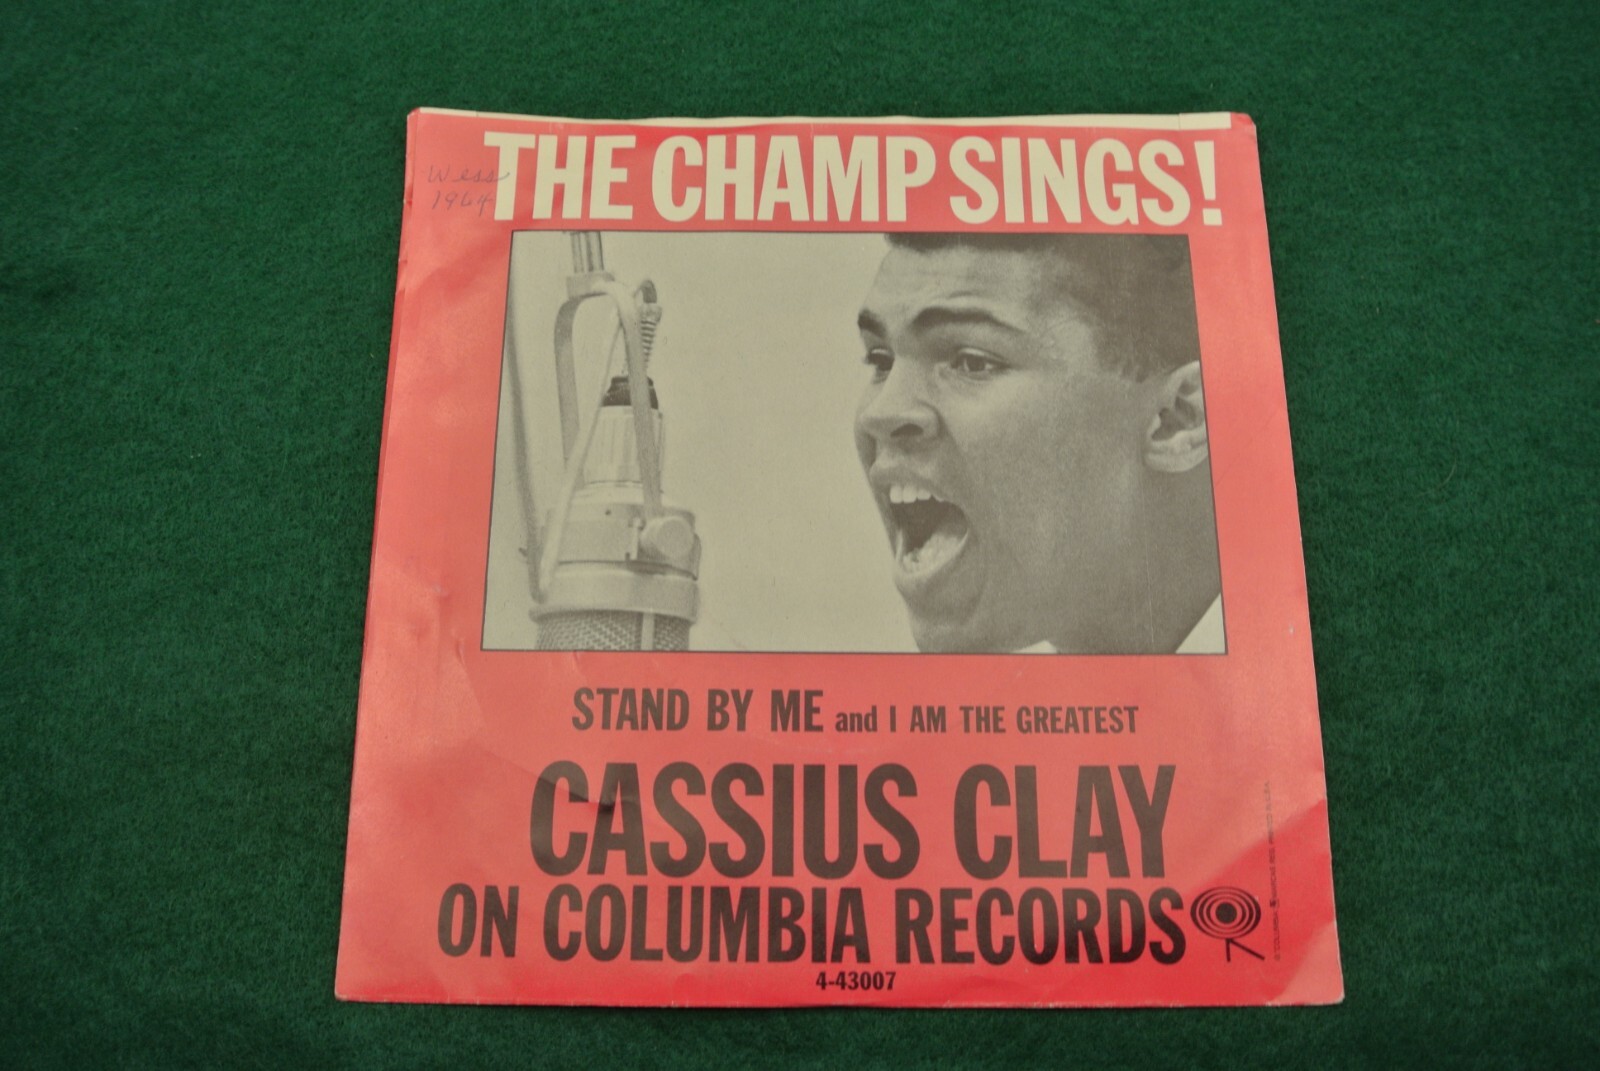 THE CHAMP SINGS!
Wess
1964
STAND BY ME and I AM THE GREATEST
CASSIUS CLAY
ON COLUMBIA RECORDS
7
4-43007